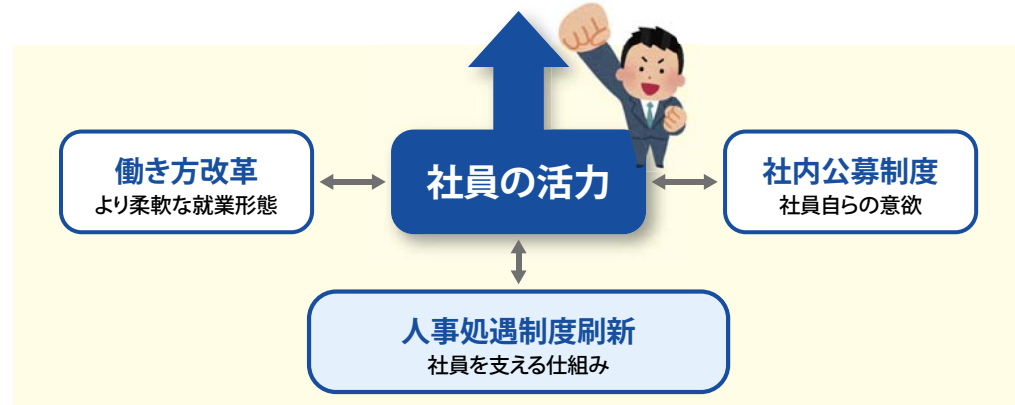 働き方改革
より柔軟な就業形態
社員の活力
社内公募制度
社員自らの意欲
人事処遇制度刷新
社員を支える仕組み